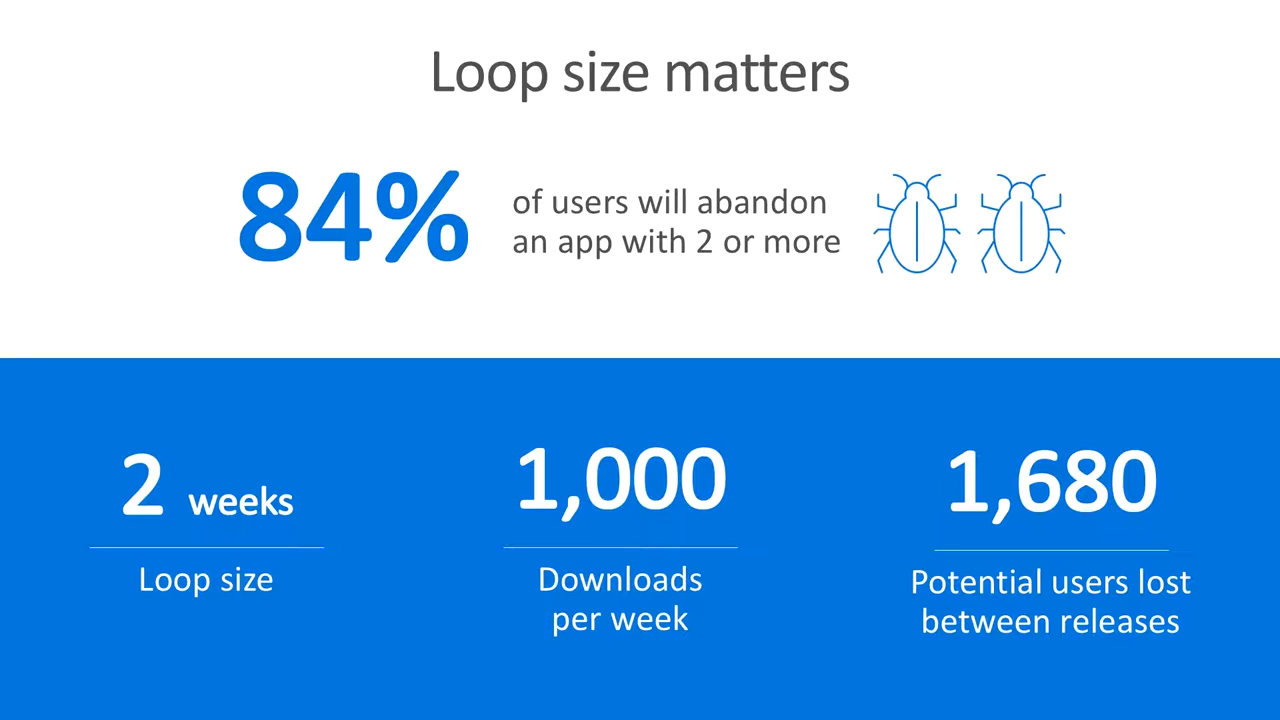 Loop size matters
84%
of users will abandon
an app with 2 or more
2 weeks
Loop size
1,000
Downloads
per week
1,680
Potential users lost
between releases